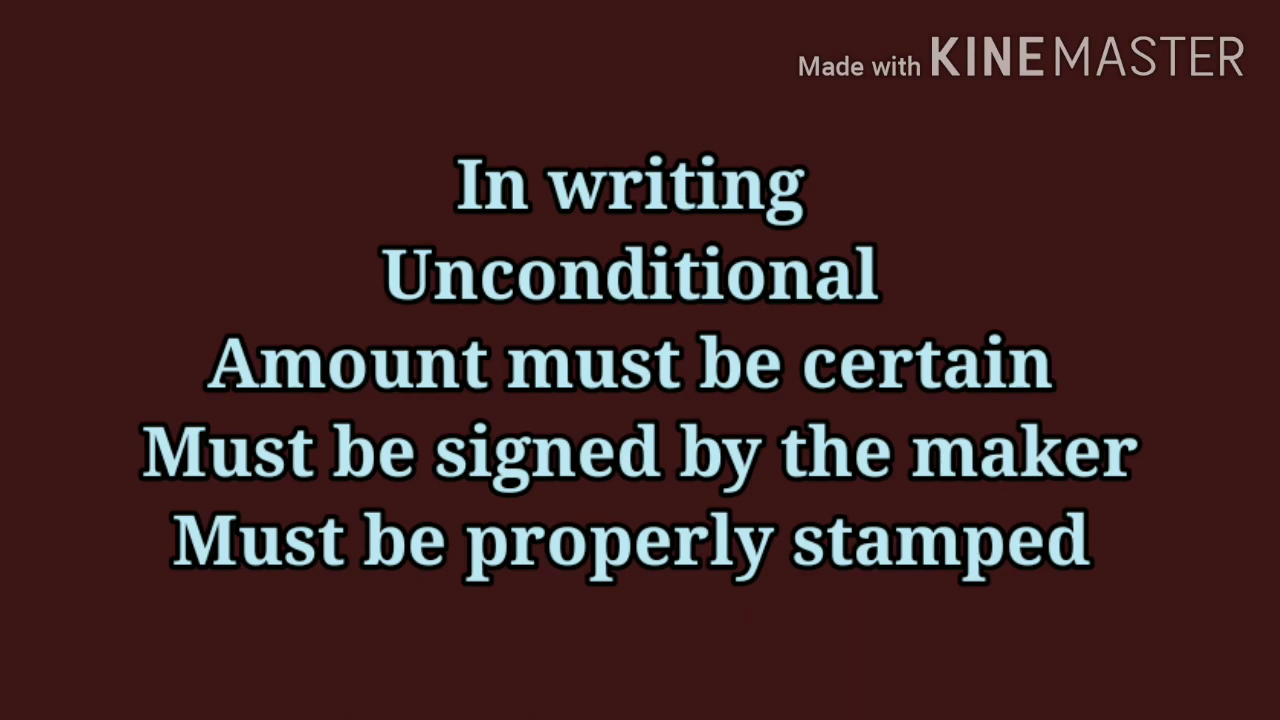 Made with KINEMASTER
In writing
Unconditional
Amount must be certain
Must be signed by the maker
Must be properly stamped